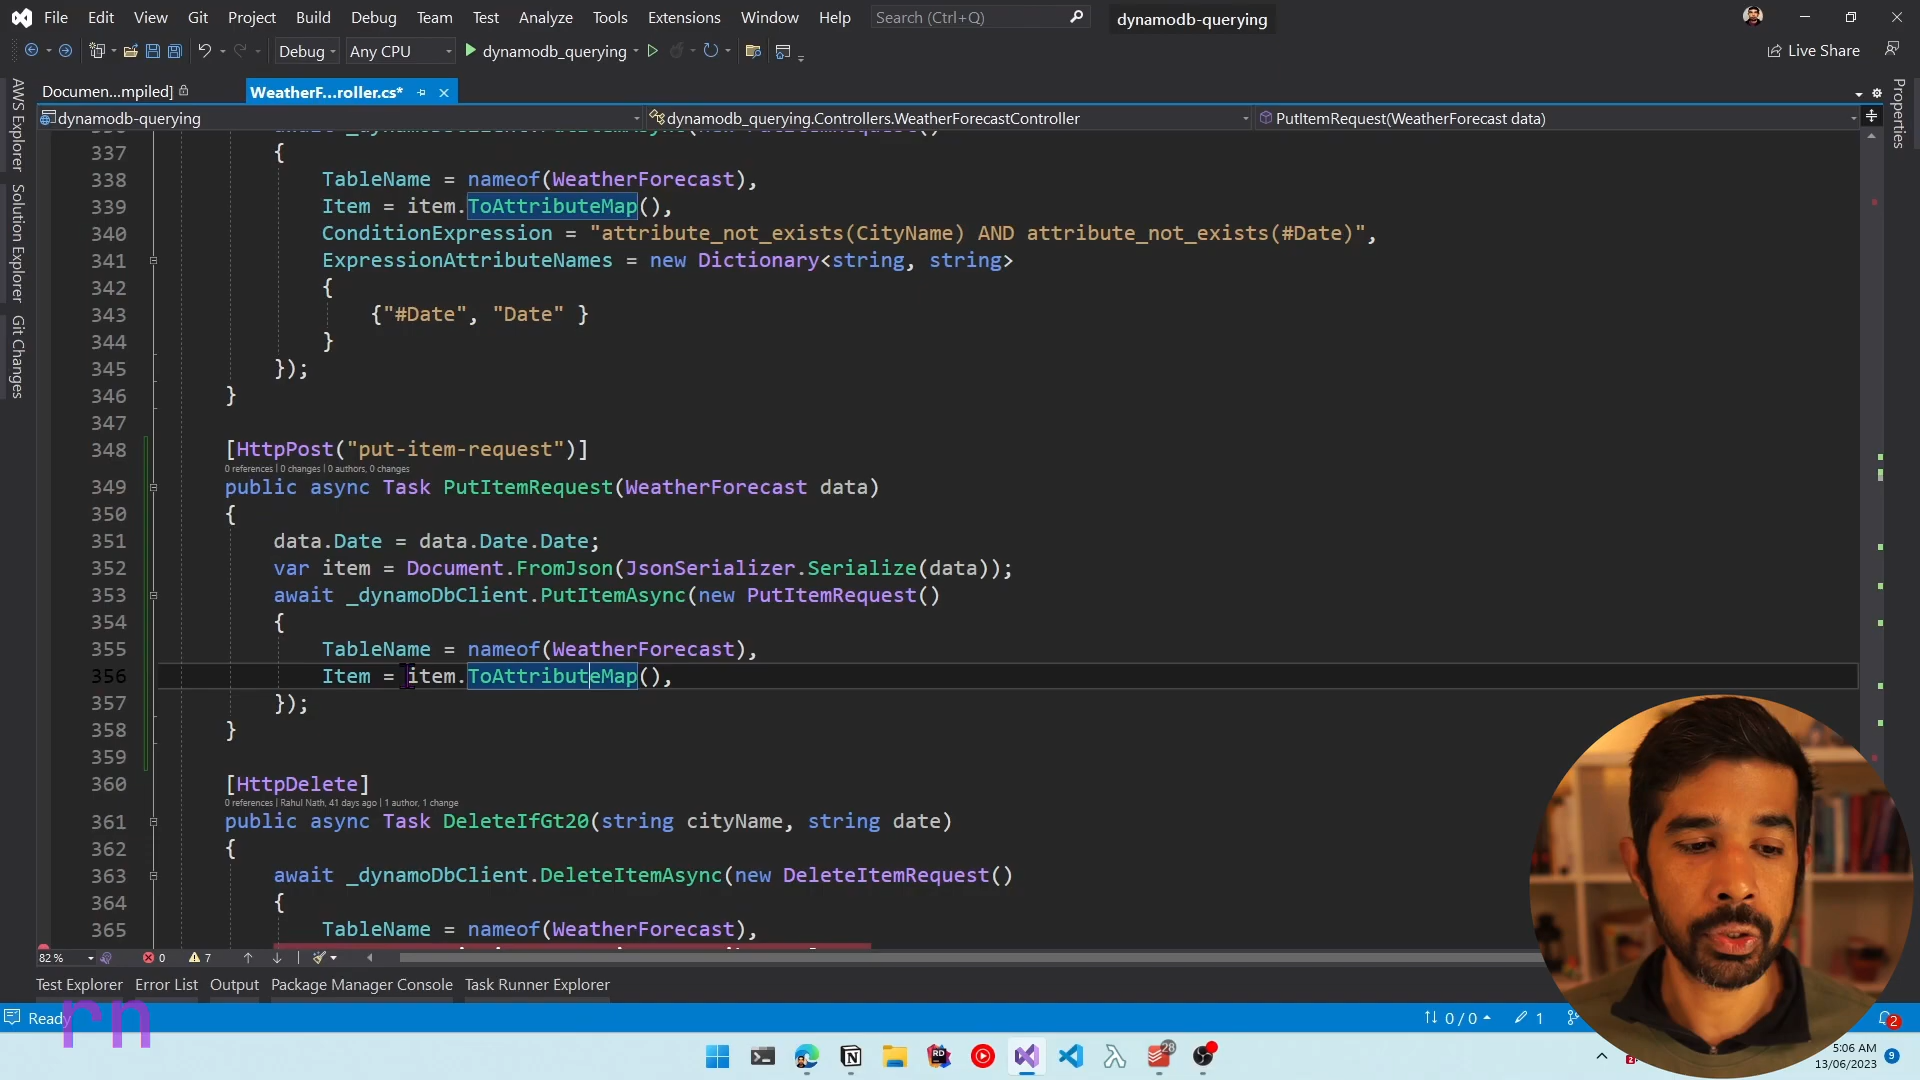 File Edit View Git Project Build Debug Team Test Analyze Tools Extensions Window Help Search (Ctrl+Q) dynamodb-querying
Debug Any CPU dynamodb_querying Live Share
AWS Explorer
Solution Explorer
Git Changes
Properties
Documen...mpiled] WeatherF...roller.cs*
dynamodb-querying dynamodb_querying.Controllers.WeatherForecastController PutItemRequest(WeatherForecast data)
337 {
338 TableName = nameof(WeatherForecast),
339 Item = item.ToAttributeMap(),
340 ConditionExpression = "attribute_not_exists(CityName) AND attribute_not_exists(#Date)",
341 ExpressionAttributeNames = new Dictionary<string, string>
342 {
343 {"#Date", "Date" }
344 }
345 });
346 }
347
348 [HttpPost("put-item-request")]
0 references | 0 changes | 0 authors, 0 changes
349 public async Task PutItemRequest(WeatherForecast data)
350 {
351 data.Date = data.Date.Date;
352 var item = Document.FromJson(JsonSerializer.Serialize(data));
353 await _dynamoDbClient.PutItemAsync(new PutItemRequest()
354 {
355 TableName = nameof(WeatherForecast),
356 Item = item.ToAttributeMap(),
357 });
358 }
359
360 [HttpDelete]
0 references | Rahul Nath, 41 days ago | 1 author, 1 change
361 public async Task DeleteIfGt20(string cityName, string date)
362 {
363 await _dynamoDbClient.DeleteItemAsync(new DeleteItemRequest()
364 {
365 TableName = nameof(WeatherForecast),
82 % 0 7
Test Explorer Error List Output Package Manager Console Task Runner Explorer
Ready 0 / 0 1 2
rn
28
5:06 AM
13/06/2023 9